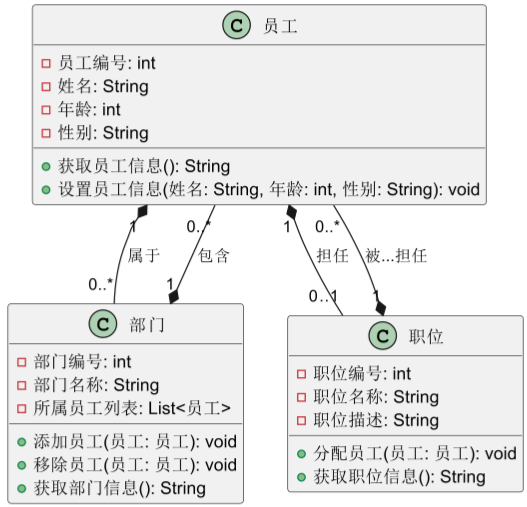 C 员工
员工编号: int
姓名: String
年龄: int
性别: String
获取员工信息(): String
设置员工信息(姓名: String, 年龄: int, 性别: String): void
1 0..* 1 0..*
属于 包含 担任 被...担任
0..* 1 0..1 1
C 部门
部门编号: int
部门名称: String
所属员工列表: List<员工>
添加员工(员工: 员工): void
移除员工(员工: 员工): void
获取部门信息(): String
C 职位
职位编号: int
职位名称: String
职位描述: String
分配员工(员工: 员工): void
获取职位信息(): String